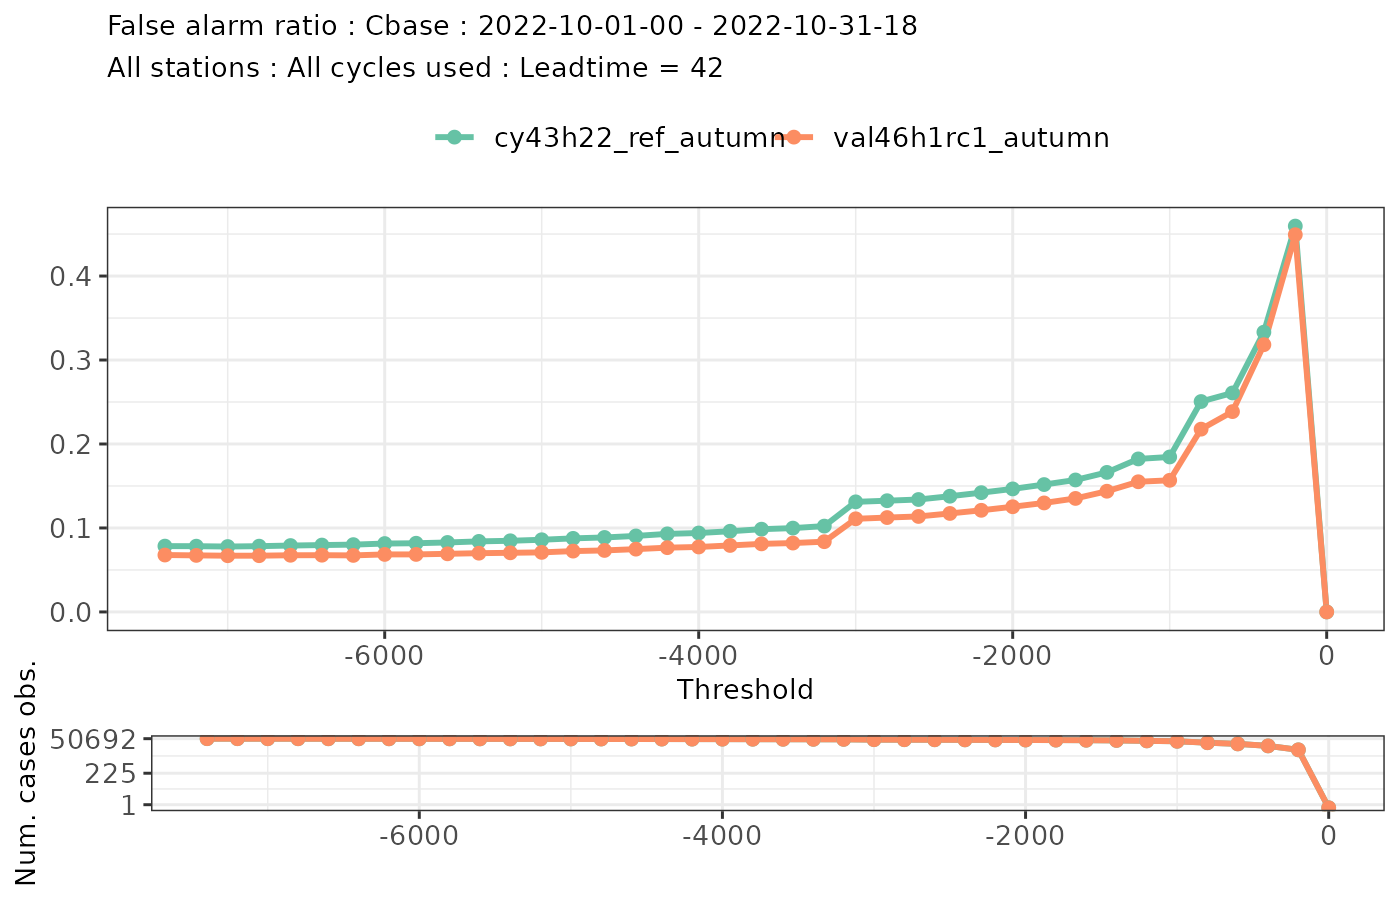 False alarm ratio : Cbase : 2022-10-01-00 - 2022-10-31-18
All stations : All cycles used : Leadtime = 42
cy43h22_ref_autumn val46h1rc1_autumn
0.4
0.3
0.2
0.1
0.0
-6000 -4000 -2000 0
Threshold
Num. cases obs.
50692
225
1
-6000 -4000 -2000 0